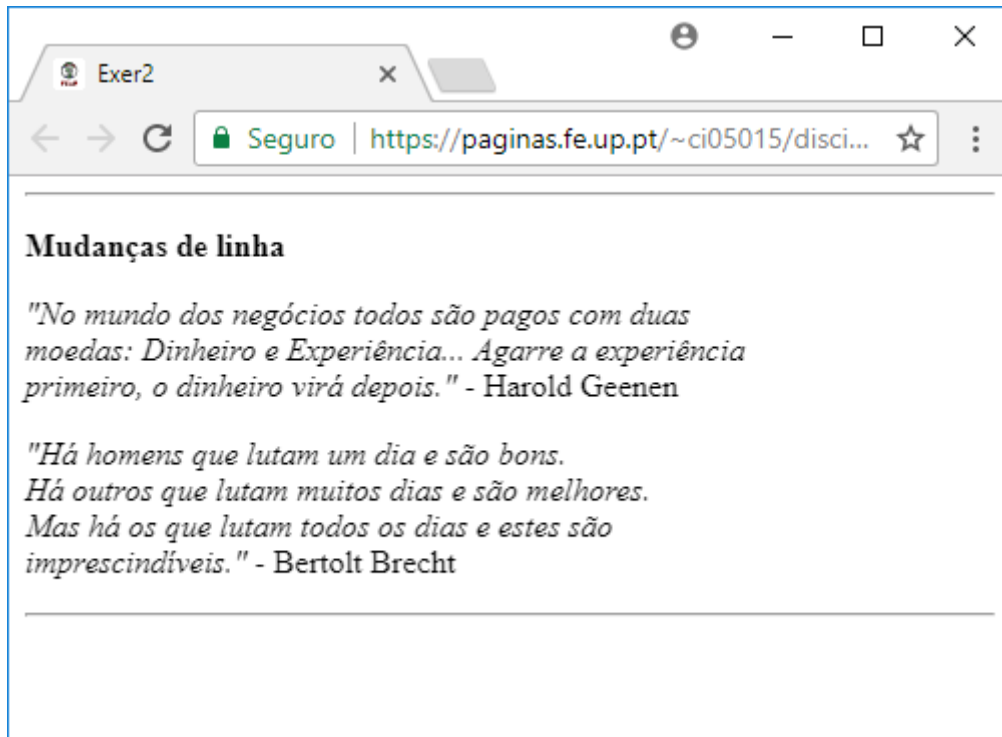 Exer2
Seguro | https://paginas.fe.up.pt/~ci05015/disci...
Mudanças de linha
"No mundo dos negócios todos são pagos com duas
moedas: Dinheiro e Experiência... Agarre a experiência
primeiro, o dinheiro virá depois." - Harold Geenen
"Há homens que lutam um dia e são bons.
Há outros que lutam muitos dias e são melhores.
Mas há os que lutam todos os dias e estes são
imprescindíveis." - Bertolt Brecht